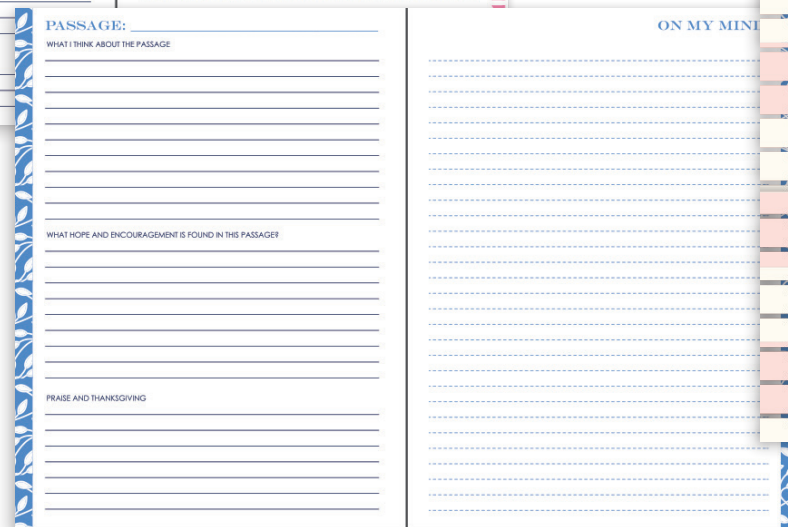 PASSAGE:
WHAT I THINK ABOUT THE PASSAGE
WHAT HOPE AND ENCOURAGEMENT IS FOUND IN THIS PASSAGE?
PRAISE AND THANKSGIVING
ON MY MIN